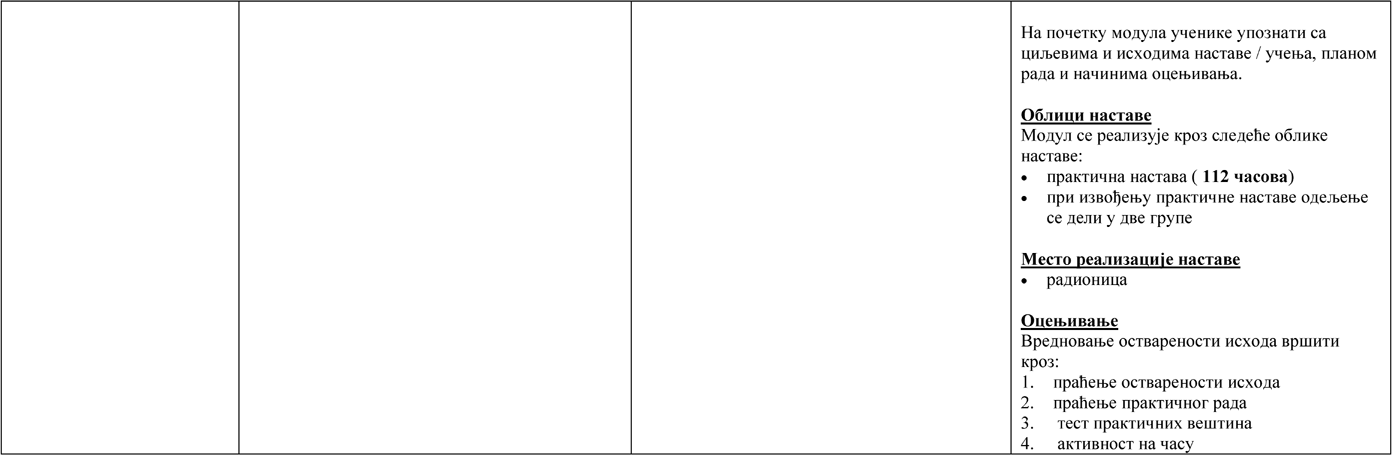 На почетку модула ученике упознати са
циљевима и исходима наставе / учења, планом
рада и начинима оцењивања.
Облици наставе
Модул се реализује кроз следеће облике
наставе:
• практична настава ( 112 часова)
• при извођењу практичне наставе одељење
се дели у две групе
Место реализације наставе
• радионица
Оцењивање
Вредновање остварености исхода вршити
кроз:
1. праћење остварености исхода
2. праћење практичног рада
3. тест практичних вештина
4. активност на часу